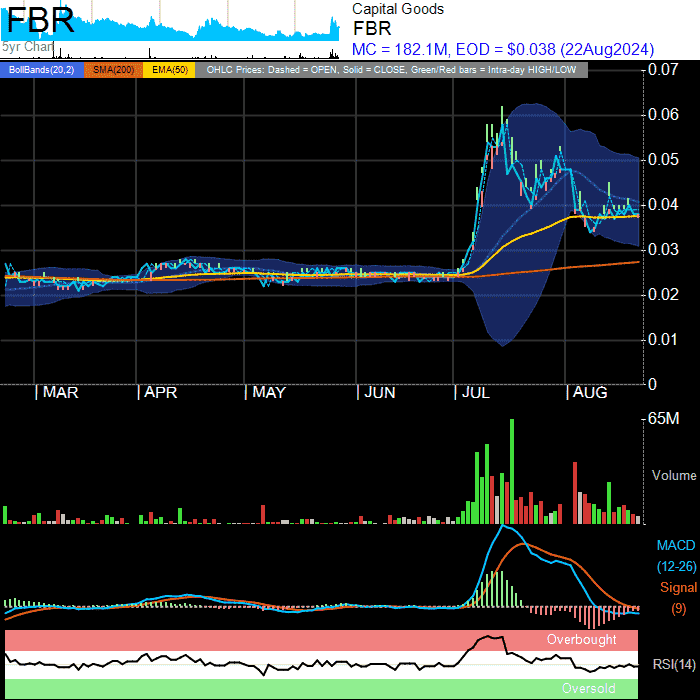 FBR
5yr Chart
Capital Goods
FBR
MC = 182.1M, EOD = $0.038 (22Aug2024)
BollBands(20,2) SMA(200) EMA(50) OHLC Prices: Dashed = OPEN, Solid = CLOSE, Green/Red bars = Intra-day HIGH/LOW
0.07
0.06
0.05
0.04
0.03
0.02
0.01
0
MAR APR MAY JUN JUL AUG
65M
Volume
MACD
(12-26)
Signal
(9)
Overbought
RSI(14)
Oversold